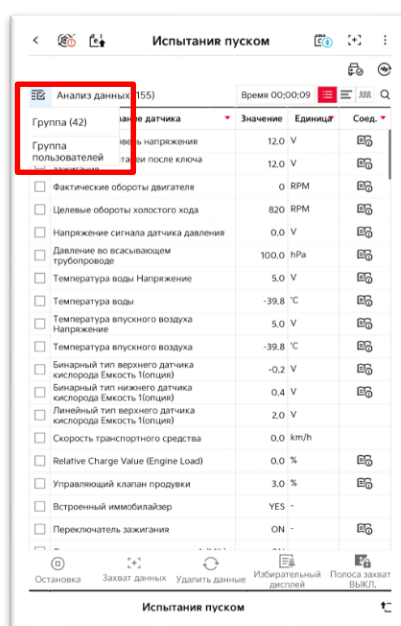 Испытания пуском
Анализ данных (155) Время 00:00:09
Группа (42)
Группа пользователей
датчика Значение Единица Соед.
напряжения 12.0 V
после ключа зажигания 12.0 V
Фактические обороты двигателя 0 RPM
Целевые обороты холостого хода 820 RPM
Напряжение сигнала датчика давления 0.0 V
Давление во всасывающем трубопроводе 100,0 hPa
Температура воды Напряжение 5,0 V
Температура воды -39,8 'C
Температура впускного воздуха Напряжение 5,0 V
Температура впускного воздуха -39,8 'C
Бинарный тип верхнего датчика кислорода Емкость 1(опция) -0,2 V
Бинарный тип нижнего датчика кислорода Емкость 1(опция) 0,4 V
Линейный тип верхнего датчика кислорода Емкость 1(опция) 2,0 V
Скорость транспортного средства 0,0 km/h
Relative Charge Value (Engine Load) 0,0 %
Управляющий клапан продувки 3,0 %
Встроенный иммобилайзер YES -
Переключатель зажигания ON -
Остановка Захват данных Удалить данные Избирательный дисплей Полоса захват ВЫКЛ.
Испытания пуском